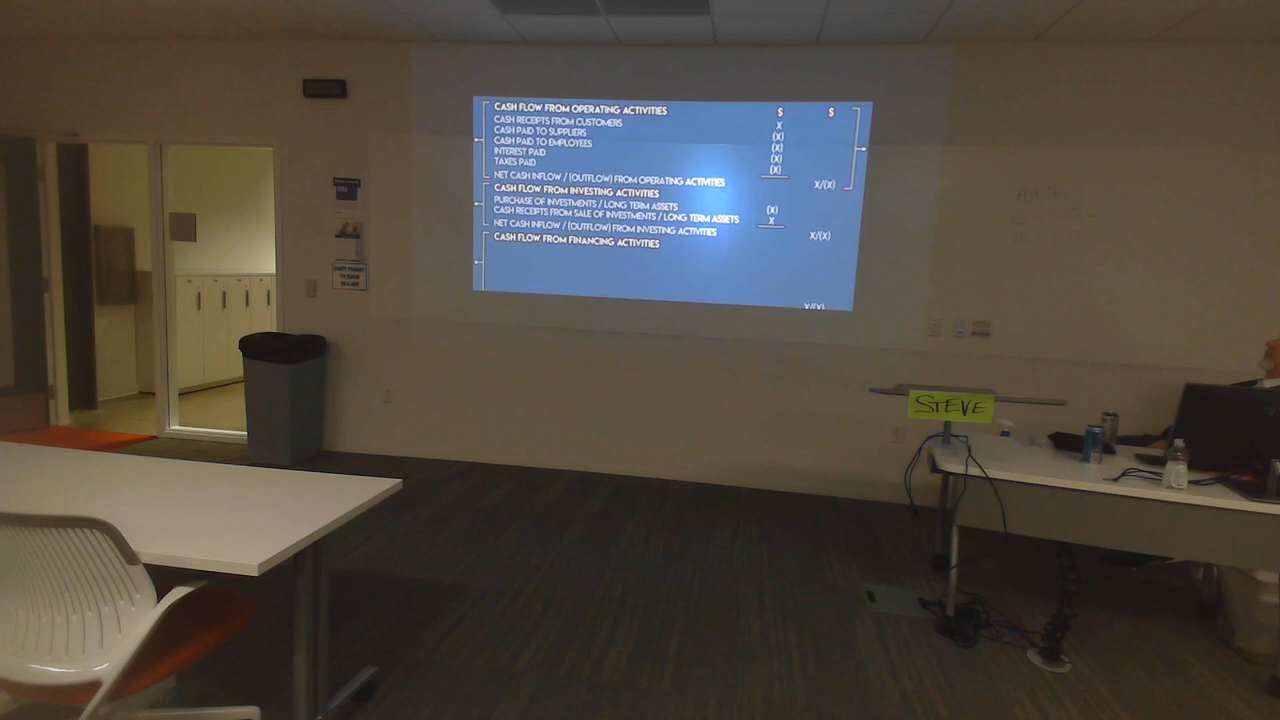 CASH FLOW FROM OPERATING ACTIVITIES $ $
CASH RECEIPTS FROM CUSTOMERS X
CASH PAID TO SUPPLIERS (X)
CASH PAID TO EMPLOYEES (X)
INTEREST PAID (X)
TAXES PAID (X)
NET CASH INFLOW / (OUTFLOW) FROM OPERATING ACTIVITIES X/(X)
CASH FLOW FROM INVESTING ACTIVITIES
PURCHASE OF INVESTMENTS / LONG TERM ASSETS (X)
CASH RECEIPTS FROM SALE OF INVESTMENTS / LONG TERM ASSETS X
NET CASH INFLOW / (OUTFLOW) FROM INVESTING ACTIVITIES X/(X)
CASH FLOW FROM FINANCING ACTIVITIES
X/(X)
STEVE